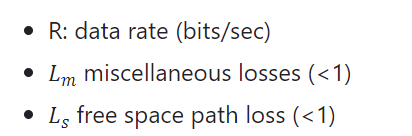 • R: data rate (bits/sec)
• Lₘ miscellaneous losses (<1)
• Lₛ free space path loss (<1)